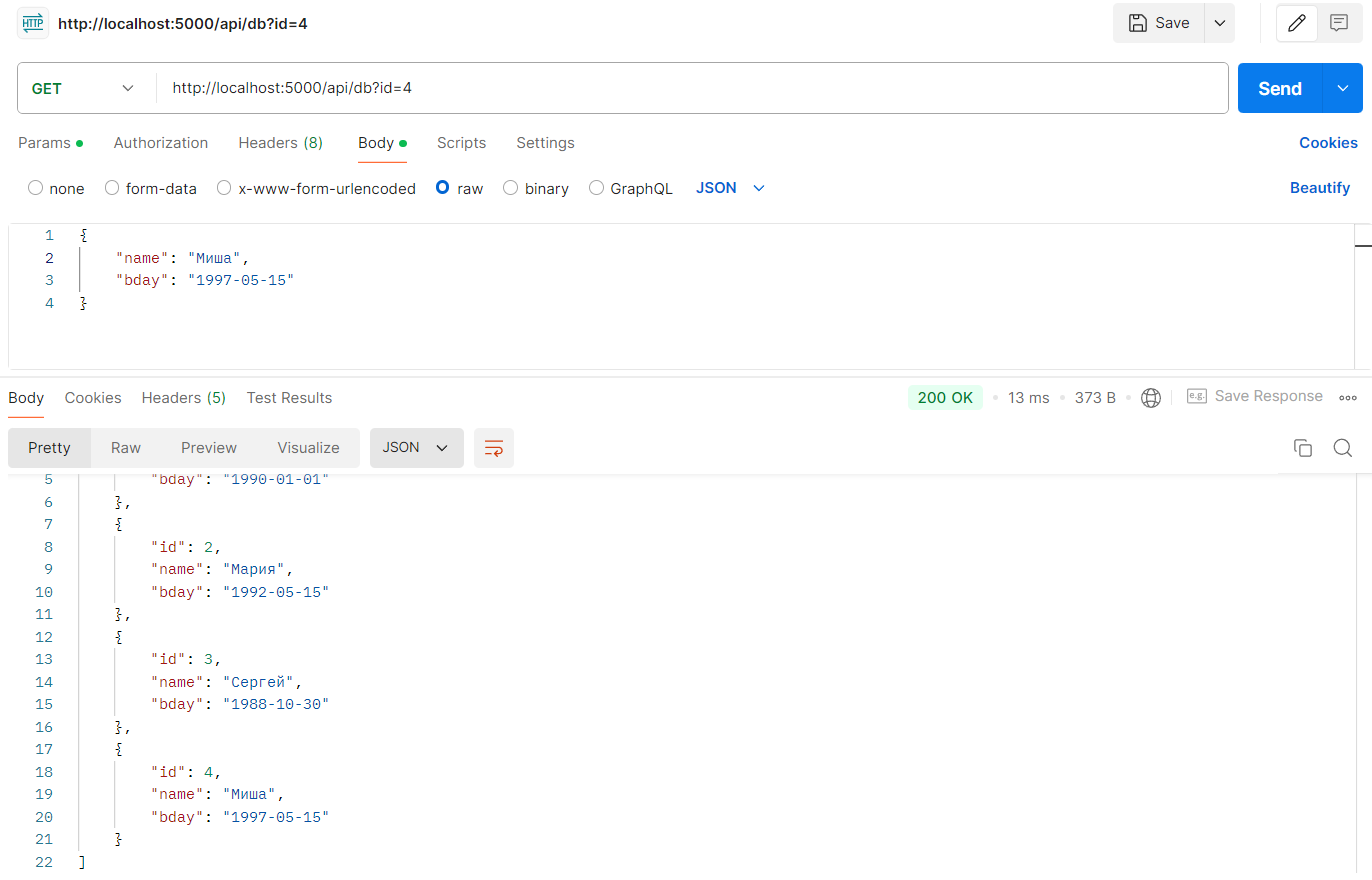 HTTP http://localhost:5000/api/db?id=4 Save
GET http://localhost:5000/api/db?id=4 Send
Params Authorization Headers (8) Body Scripts Settings Cookies
none form-data x-www-form-urlencoded raw binary GraphQL JSON Beautify
1 {
2 "name": "Миша",
3 "bday": "1997-05-15"
4 }
Body Cookies Headers (5) Test Results 200 OK 13 ms 373 B e.g. Save Response
Pretty Raw Preview Visualize JSON
5 "bday": "1990-01-01"
6 },
7 {
8 "id": 2,
9 "name": "Мария",
10 "bday": "1992-05-15"
11 },
12 {
13 "id": 3,
14 "name": "Сергей",
15 "bday": "1988-10-30"
16 },
17 {
18 "id": 4,
19 "name": "Миша",
20 "bday": "1997-05-15"
21 }
22 ]